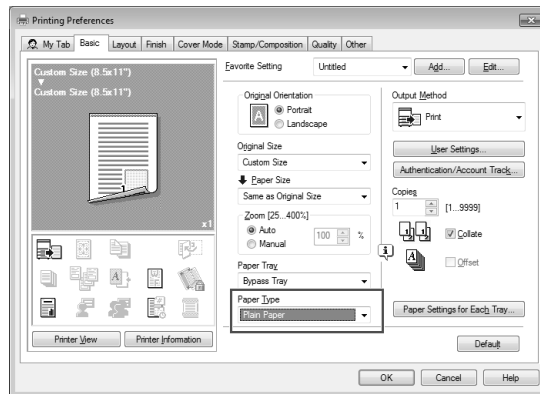 Printing Preferences
My Tab Basic Layout Finish Cover Mode Stamp/Composition Quality Other
Custom Size (8.5x11")
Custom Size (8.5x11")
1
x1
Printer View Printer Information
Favorite Setting Untitled Add... Edit...
Original Orientation
A Portrait
Landscape
Original Size
Custom Size
Paper Size
Same as Original Size
Zoom [25...400%]
Auto
Manual
100 %
Paper Tray
Bypass Tray
Paper Type
Plain Paper
Output Method
Print
User Settings...
Authentication/Account Track...
Copies
1 [1...9999]
Collate
Offset
Paper Settings for Each Tray...
Default
OK Cancel Help